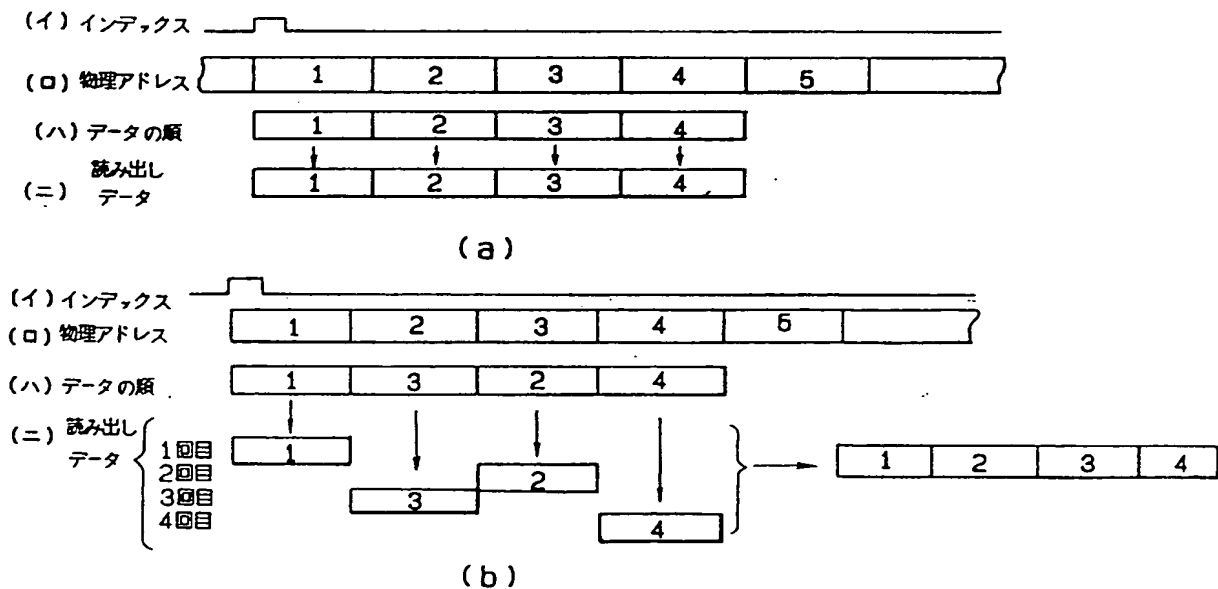 (イ) インデックス
(ロ) 物理アドレス 1 2 3 4 5
(ハ) データの順 1 2 3 4
(ニ) 読み出しデータ 1 2 3 4
(a)
(イ) インデックス
(ロ) 物理アドレス 1 2 3 4 5
(ハ) データの順 1 3 2 4
(ニ) 読み出しデータ
1回目 1
2回目 2
3回目 3
4回目 4
1 2 3 4
(b)